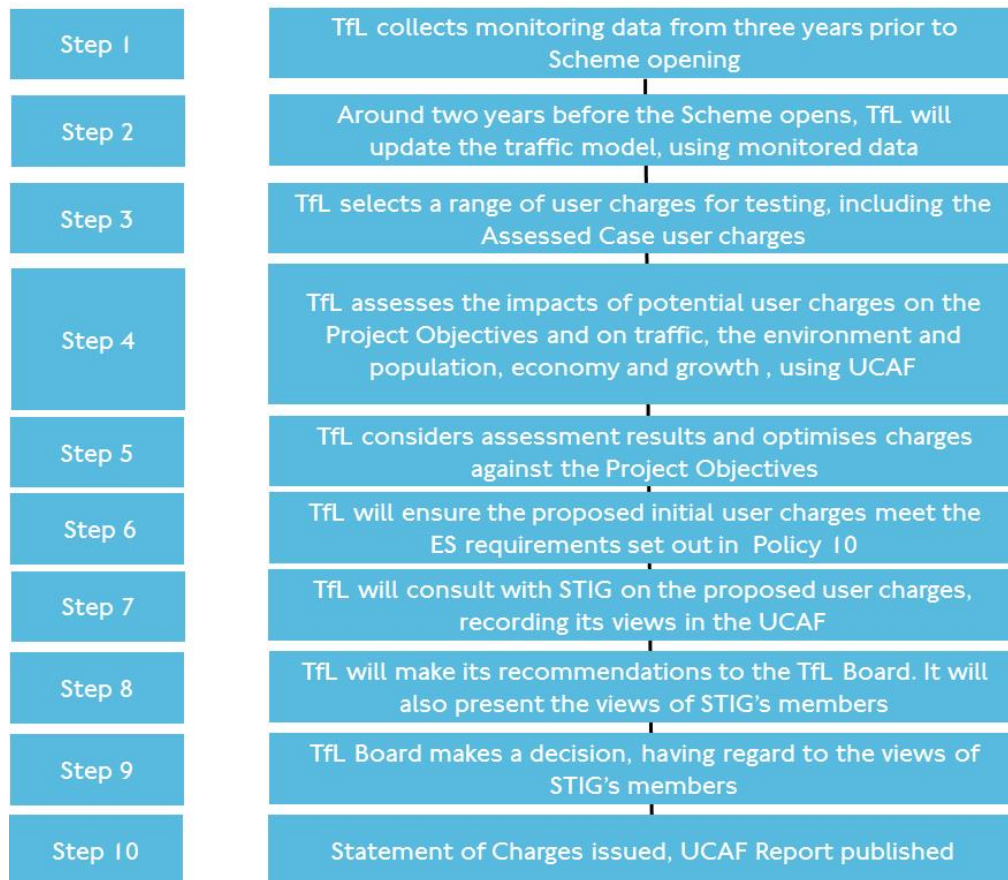 Step 1
TfL collects monitoring data from three years prior to
Scheme opening
Step 2
Around two years before the Scheme opens, TfL will
update the traffic model, using monitored data
Step 3
TfL selects a range of user charges for testing, including the
Assessed Case user charges
Step 4
TfL assesses the impacts of potential user charges on the
Project Objectives and on traffic, the environment and
population, economy and growth , using UCAF
Step 5
TfL considers assessment results and optimises charges
against the Project Objectives
Step 6
TfL will ensure the proposed initial user charges meet the
ES requirements set out in Policy 10
Step 7
TfL will consult with STIG on the proposed user charges,
recording its views in the UCAF
Step 8
TfL will make its recommendations to the TfL Board. It will
also present the views of STIG's members
Step 9
TfL Board makes a decision, having regard to the views of
STIG's members
Step 10
Statement of Charges issued, UCAF Report published